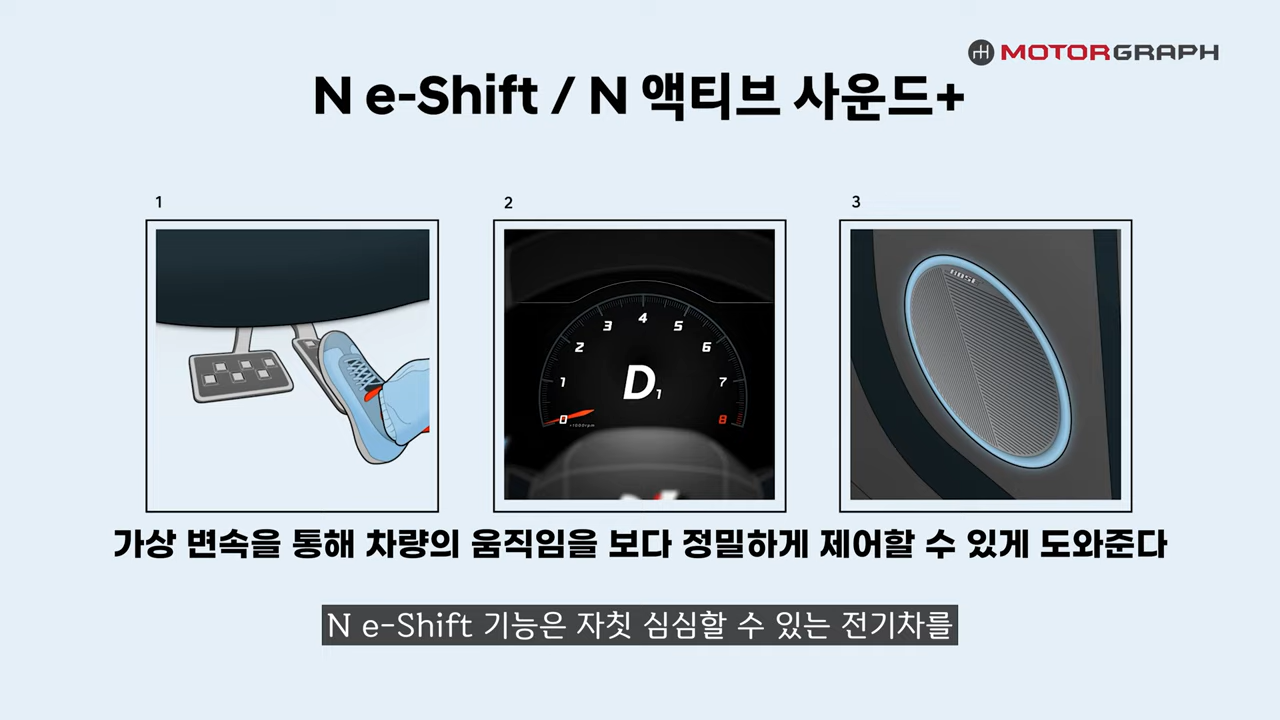 MOTORGRAPH
N e-Shift / N 액티브 사운드+
1
2
3
0
1
2
3
4
5
6
7
8
×1000rpm
D1
BOSE
가상 변속을 통해 차량의 움직임을 보다 정밀하게 제어할 수 있게 도와준다
N e-Shift 기능은 자칫 심심할 수 있는 전기차를